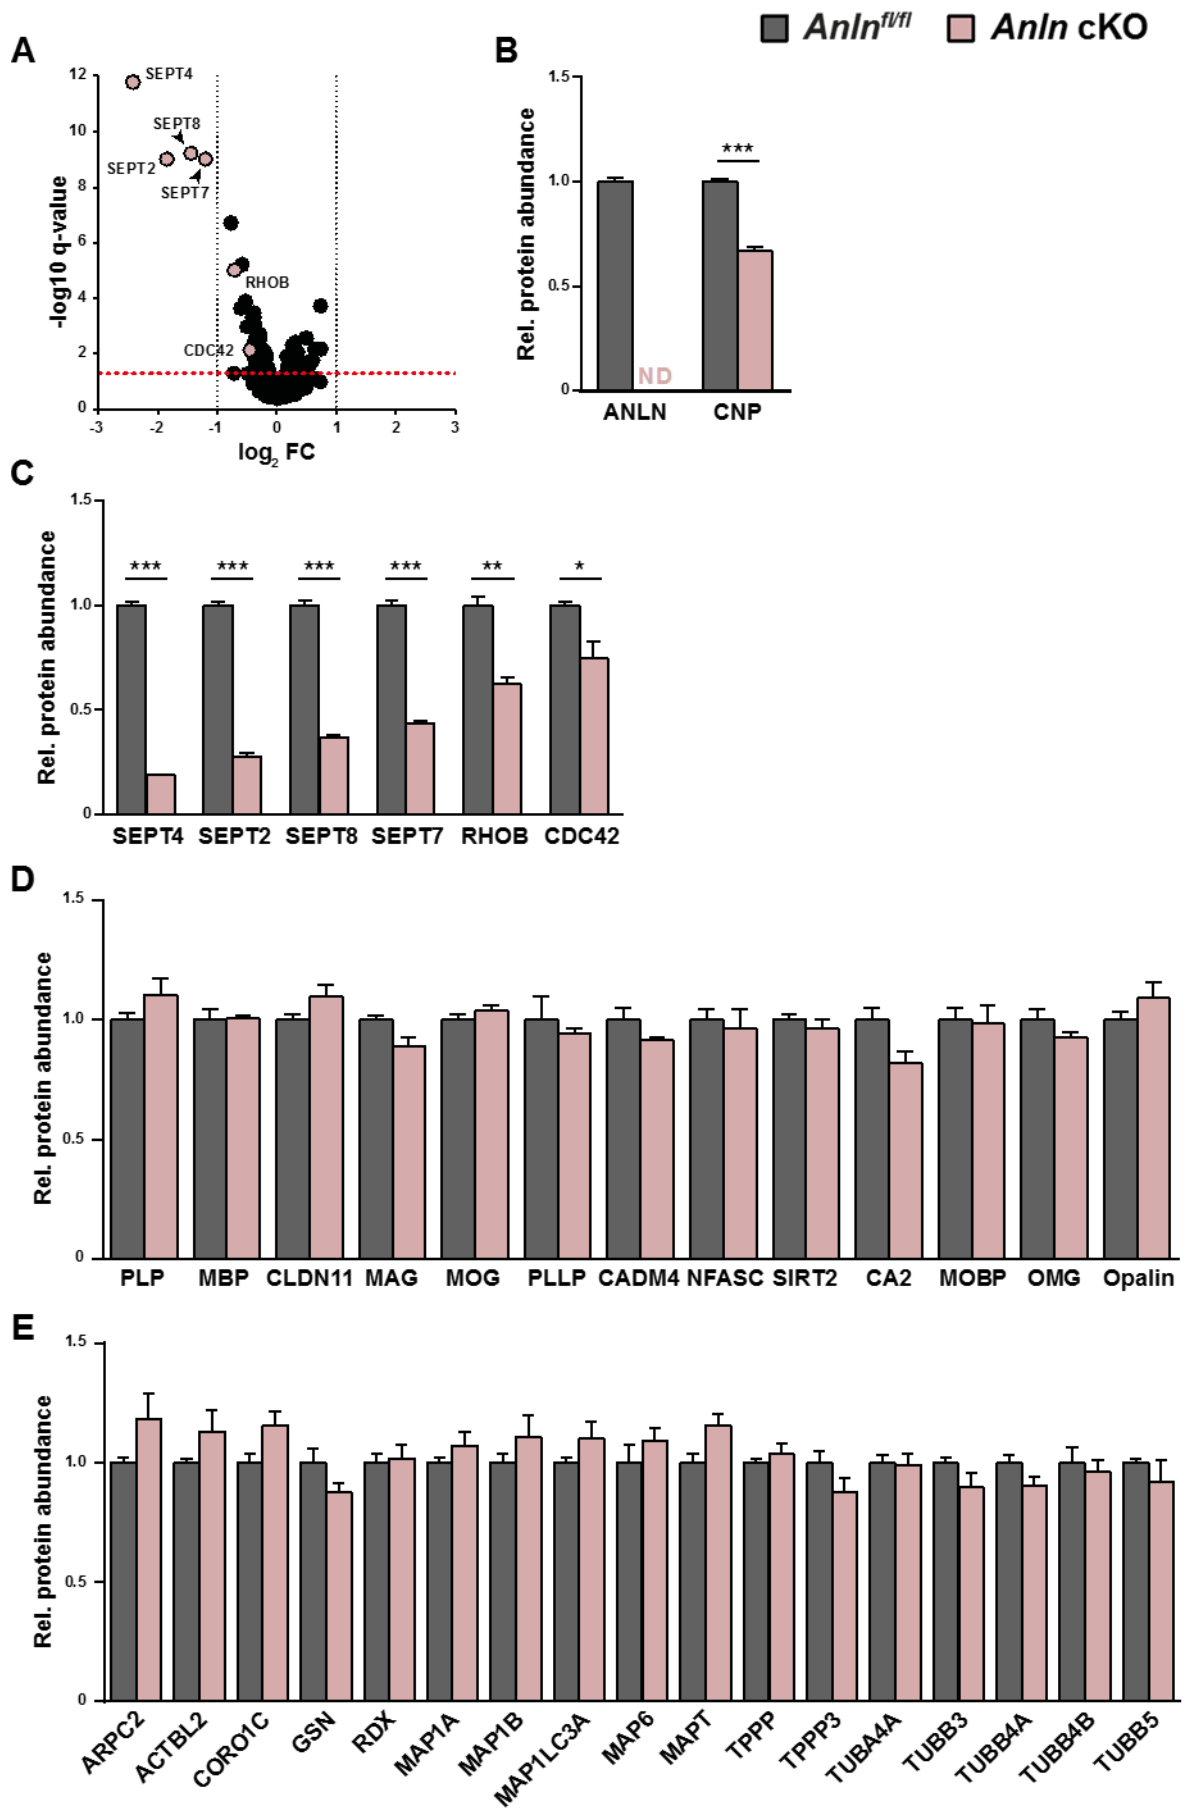 Anln^fl/fl Anln cKO
A
12
10
8
6
4
2
0
-log10 q-value
SEPT4
SEPT8
SEPT2
SEPT7
RHOB
CDC42
-3 -2 -1 0 1 2 3
log₂ FC
B
1.5
1.0
0.5
0
Rel. protein abundance
***
ND
ANLN CNP
C
1.5
1.0
0.5
0
Rel. protein abundance
*** *** *** *** ** *
SEPT4 SEPT2 SEPT8 SEPT7 RHOB CDC42
D
1.5
1.0
0.5
0
Rel. protein abundance
PLP MBP CLDN11 MAG MOG PLLP CADM4 NFASC SIRT2 CA2 MOBP OMG Opalin
E
1.5
1.0
0.5
0
Rel. protein abundance
ARPC2 ACTBL2 CORO1C GSN RDX MAP1A MAP1B MAP1LC3A MAP6 MAPT TPPP TPPP3 TUBA4A TUBB3 TUBB4A TUBB4B TUBB5